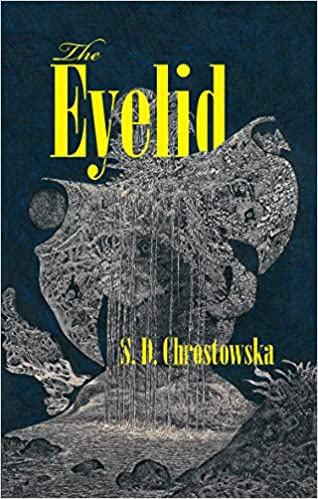 The
Eyelid
S. D. Chrostowska